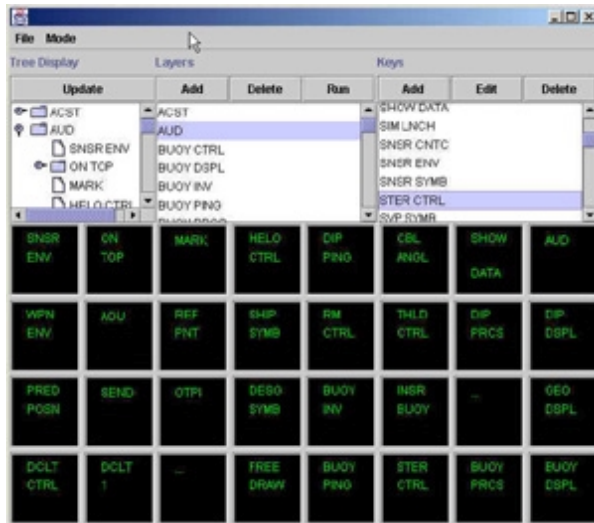 File Mode
Tree Display Layers Keys
Update Add Delete Run Add Edit Delete
ACST
AUD
SNSR ENV
ON TOP
MARK
HELO CTRL
ACST
AUD
BUOY CTRL
BUOY DSPL
BUOY INV
BUOY PING
BUOY PRCS
SHOW DATA
SIM LNCH
SNSR CNTC
SNSR ENV
SNSR SYMB
STER CTRL
SVP SYMB
SNSR ON MARK HELO DIP CBL SHOW AUD
ENV TOP CTRL PING ANGL
DATA
WPN AOU REF SHIP RM THLD DIP DIP
ENV PNT SYMB CTRL CTRL PRCS DSPL
PRED SEND OTPI DESG BUOY INSR -- GEO
POSN SYMB INV BUOY DSPL
DCLT DCLT -- FREE BUOY STER BUOY BUOY
CTRL 1 DRAW PING CTRL PRCS DSPL